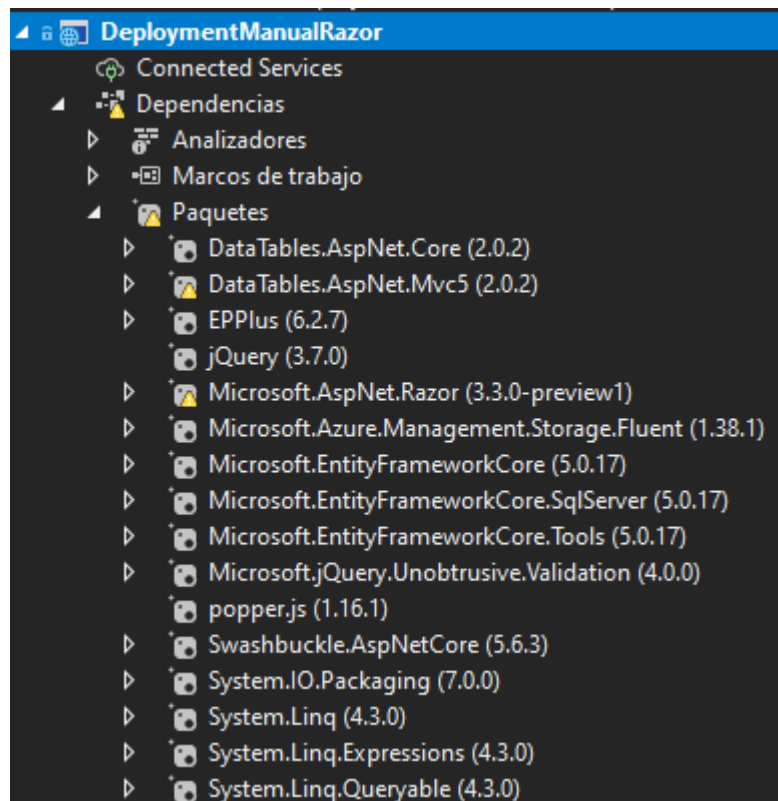 DeploymentManualRazor
Connected Services
Dependencias
Analizadores
Marcos de trabajo
Paquetes
DataTables.AspNet.Core (2.0.2)
DataTables.AspNet.Mvc5 (2.0.2)
EPPlus (6.2.7)
jQuery (3.7.0)
Microsoft.AspNet.Razor (3.3.0-preview1)
Microsoft.Azure.Management.Storage.Fluent (1.38.1)
Microsoft.EntityFrameworkCore (5.0.17)
Microsoft.EntityFrameworkCore.SqlServer (5.0.17)
Microsoft.EntityFrameworkCore.Tools (5.0.17)
Microsoft.jQuery.Unobtrusive.Validation (4.0.0)
popper.js (1.16.1)
Swashbuckle.AspNetCore (5.6.3)
System.IO.Packaging (7.0.0)
System.Linq (4.3.0)
System.Linq.Expressions (4.3.0)
System.Linq.Queryable (4.3.0)